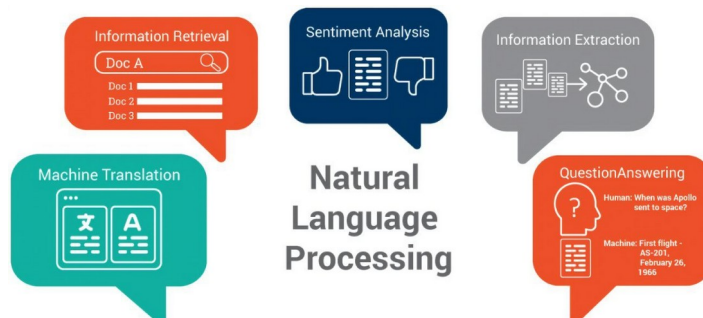 Information Retrieval
Doc A
Doc 1
Doc 2
Doc 3
Sentiment Analysis
Information Extraction
Machine Translation
文
A
Natural
Language
Processing
QuestionAnswering
?
Human: When was Apollo
sent to space?
Machine: First flight -
AS-201,
February 26,
1966